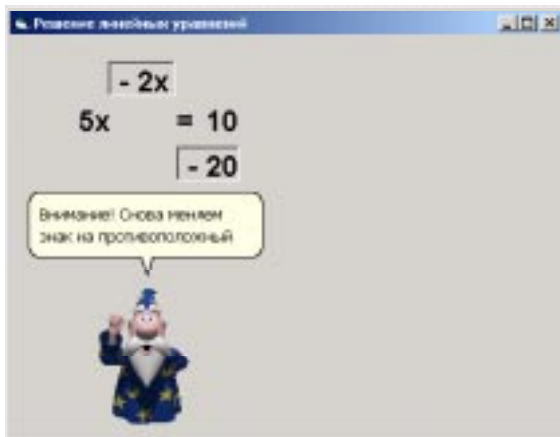 Решение линейных уравнений
- 2x
5x = 10
- 20
Внимание! Снова меняем
знак на противоположный